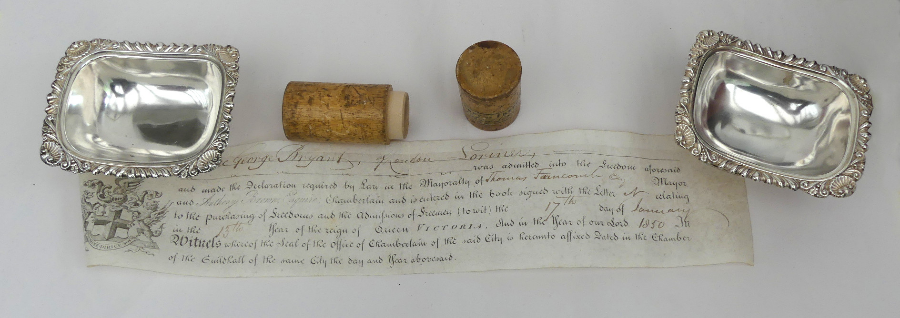 George Bryant, Citizen Loriner
was admitted into the Freedom aforesaid
and made the Declaration required by Law in the Mayoralty of Thomas Farncomb Esq Mayor
and Anthony Brown Esquire Chamberlain and is entered in the book signed with the Letter N relating
to the purchasing of Freedoms and the Admissions of Freemen (to wit) the 17th day of January
in the 13th Year of the reign of QUEEN VICTORIA. And in the Year of our Lord 1850 In
Witness whereof the Seal of the office of Chamberlain of the said City is hereunto affixed Dated in the Chamber
of the Guildhall of the same City the day and Year abovesaid.